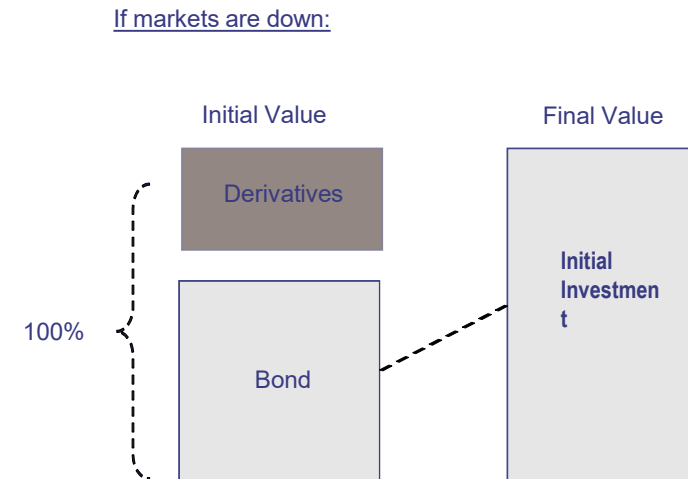 If markets are down:
Initial Value
Final Value
Derivatives
Initial
Investmen
t
100%
Bond